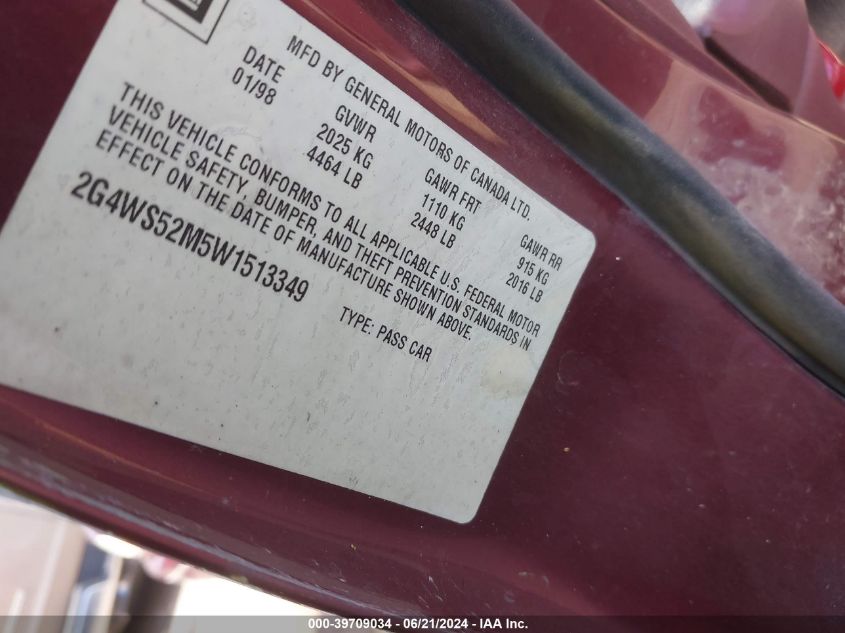 MFD BY GENERAL MOTORS OF CANADA LTD.
DATE GVWR GAWR FRT GAWR RR
01/98 2025 KG 1110 KG 915 KG
4464 LB 2448 LB 2016 LB
THIS VEHICLE CONFORMS TO ALL APPLICABLE U.S. FEDERAL MOTOR
VEHICLE SAFETY, BUMPER, AND THEFT PREVENTION STANDARDS IN
EFFECT ON THE DATE OF MANUFACTURE SHOWN ABOVE.
2G4WS52M5W1513349
TYPE: PASS CAR
000-39709034 / 06/21/2024 - IAA Inc.